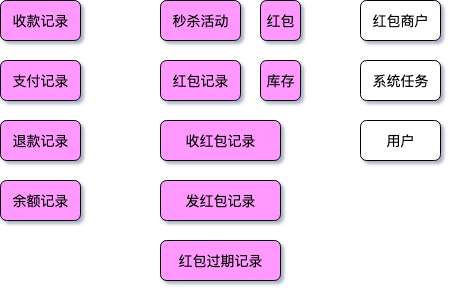 收款记录
秒杀活动
红包
红包商户
支付记录
红包记录
库存
系统任务
退款记录
收红包记录
用户
余额记录
发红包记录
红包过期记录